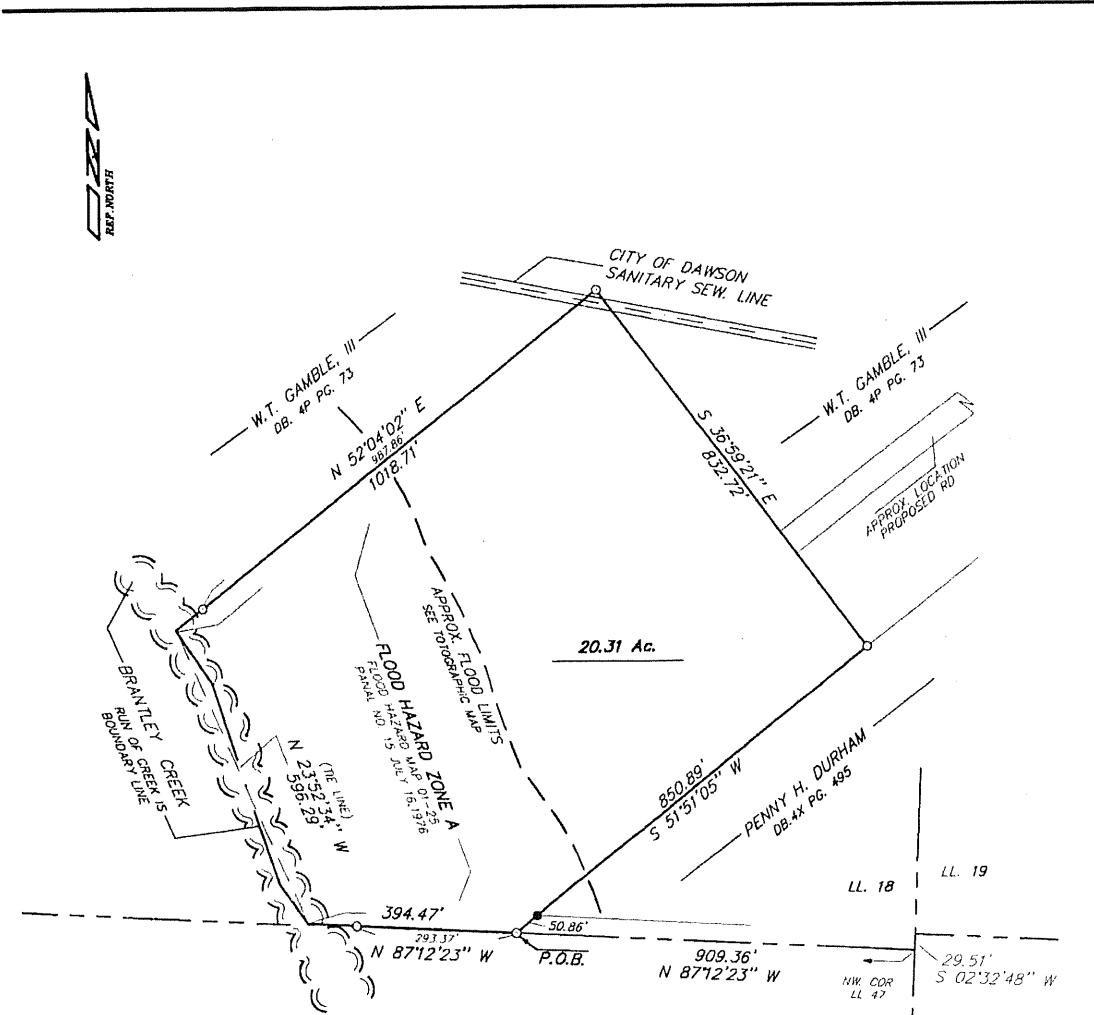 REF. NORTH
CITY OF DAWSON
SANITARY SEW. LINE
W.T. GAMBLE, III
DB. 4P PG. 73
W.T. GAMBLE, III
DB. 4P PG. 73
N 52°04'02" E
987.86'
1018.71'
S 36°59'21" E
832.72'
APPROX. LOCATION
PROPOSED RD
APPROX. FLOOD LIMITS
SEE TOTOGRAPHIC MAP
20.31 Ac.
FLOOD HAZARD ZONE A
FLOOD HAZARD MAP 01-25
PANAL NO. 15 JULY 16,1976
BRANTLEY CREEK
RUN OF CREEK IS
BOUNDARY LINE
(TIE LINE)
N 23°52'34" W
596.29'
850.89'
S 51°51'05" W
PENNY H. DURHAM
DB.4X PG. 495
LL. 18
LL. 19
394.47'
293.37'
N 87°12'23" W
50.86'
P.O.B.
909.36'
N 87°12'23" W
NW. COR
LL 47
29.51'
S 02°32'48" W